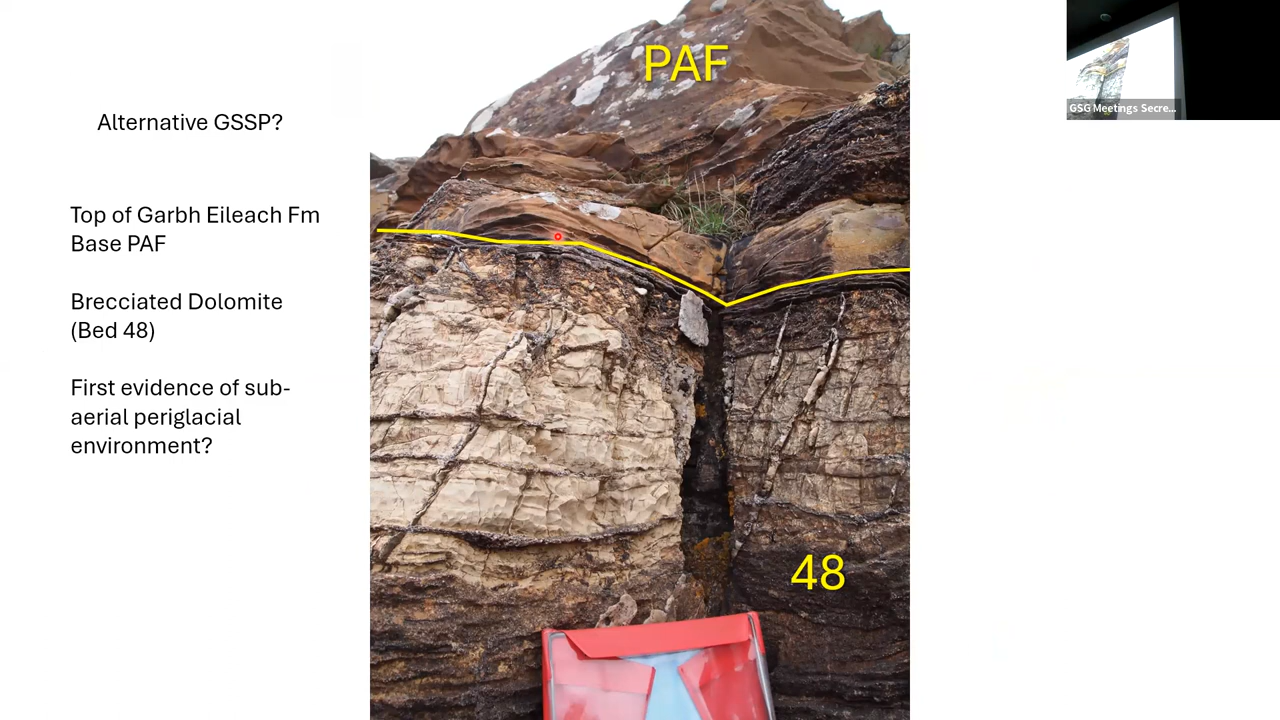 PAF
GSG Meetings Secre...
Alternative GSSP?
Top of Garbh Eileach Fm
Base PAF
Brecciated Dolomite
(Bed 48)
First evidence of sub-
aerial periglacial
environment?
48